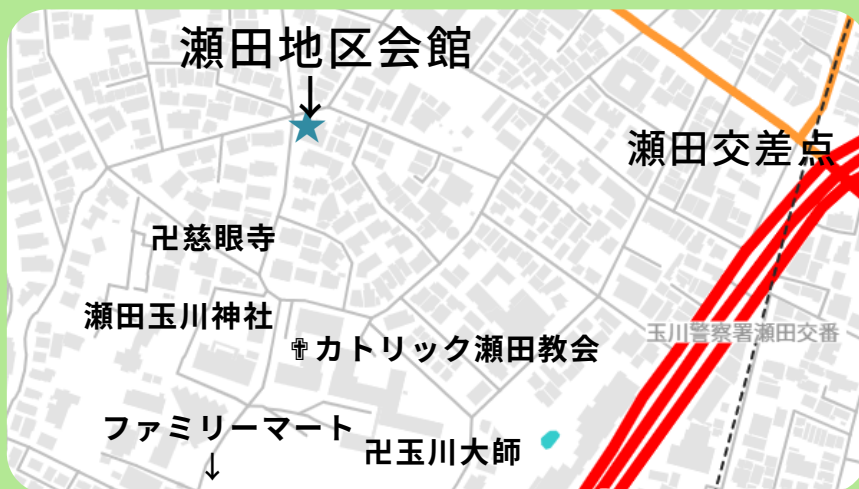 瀬田地区会館
↓
瀬田交差点
卍慈眼寺
瀬田玉川神社
玉川警察署瀬田交番
✟カトリック瀬田教会
ファミリーマート
↓
卍玉川大師